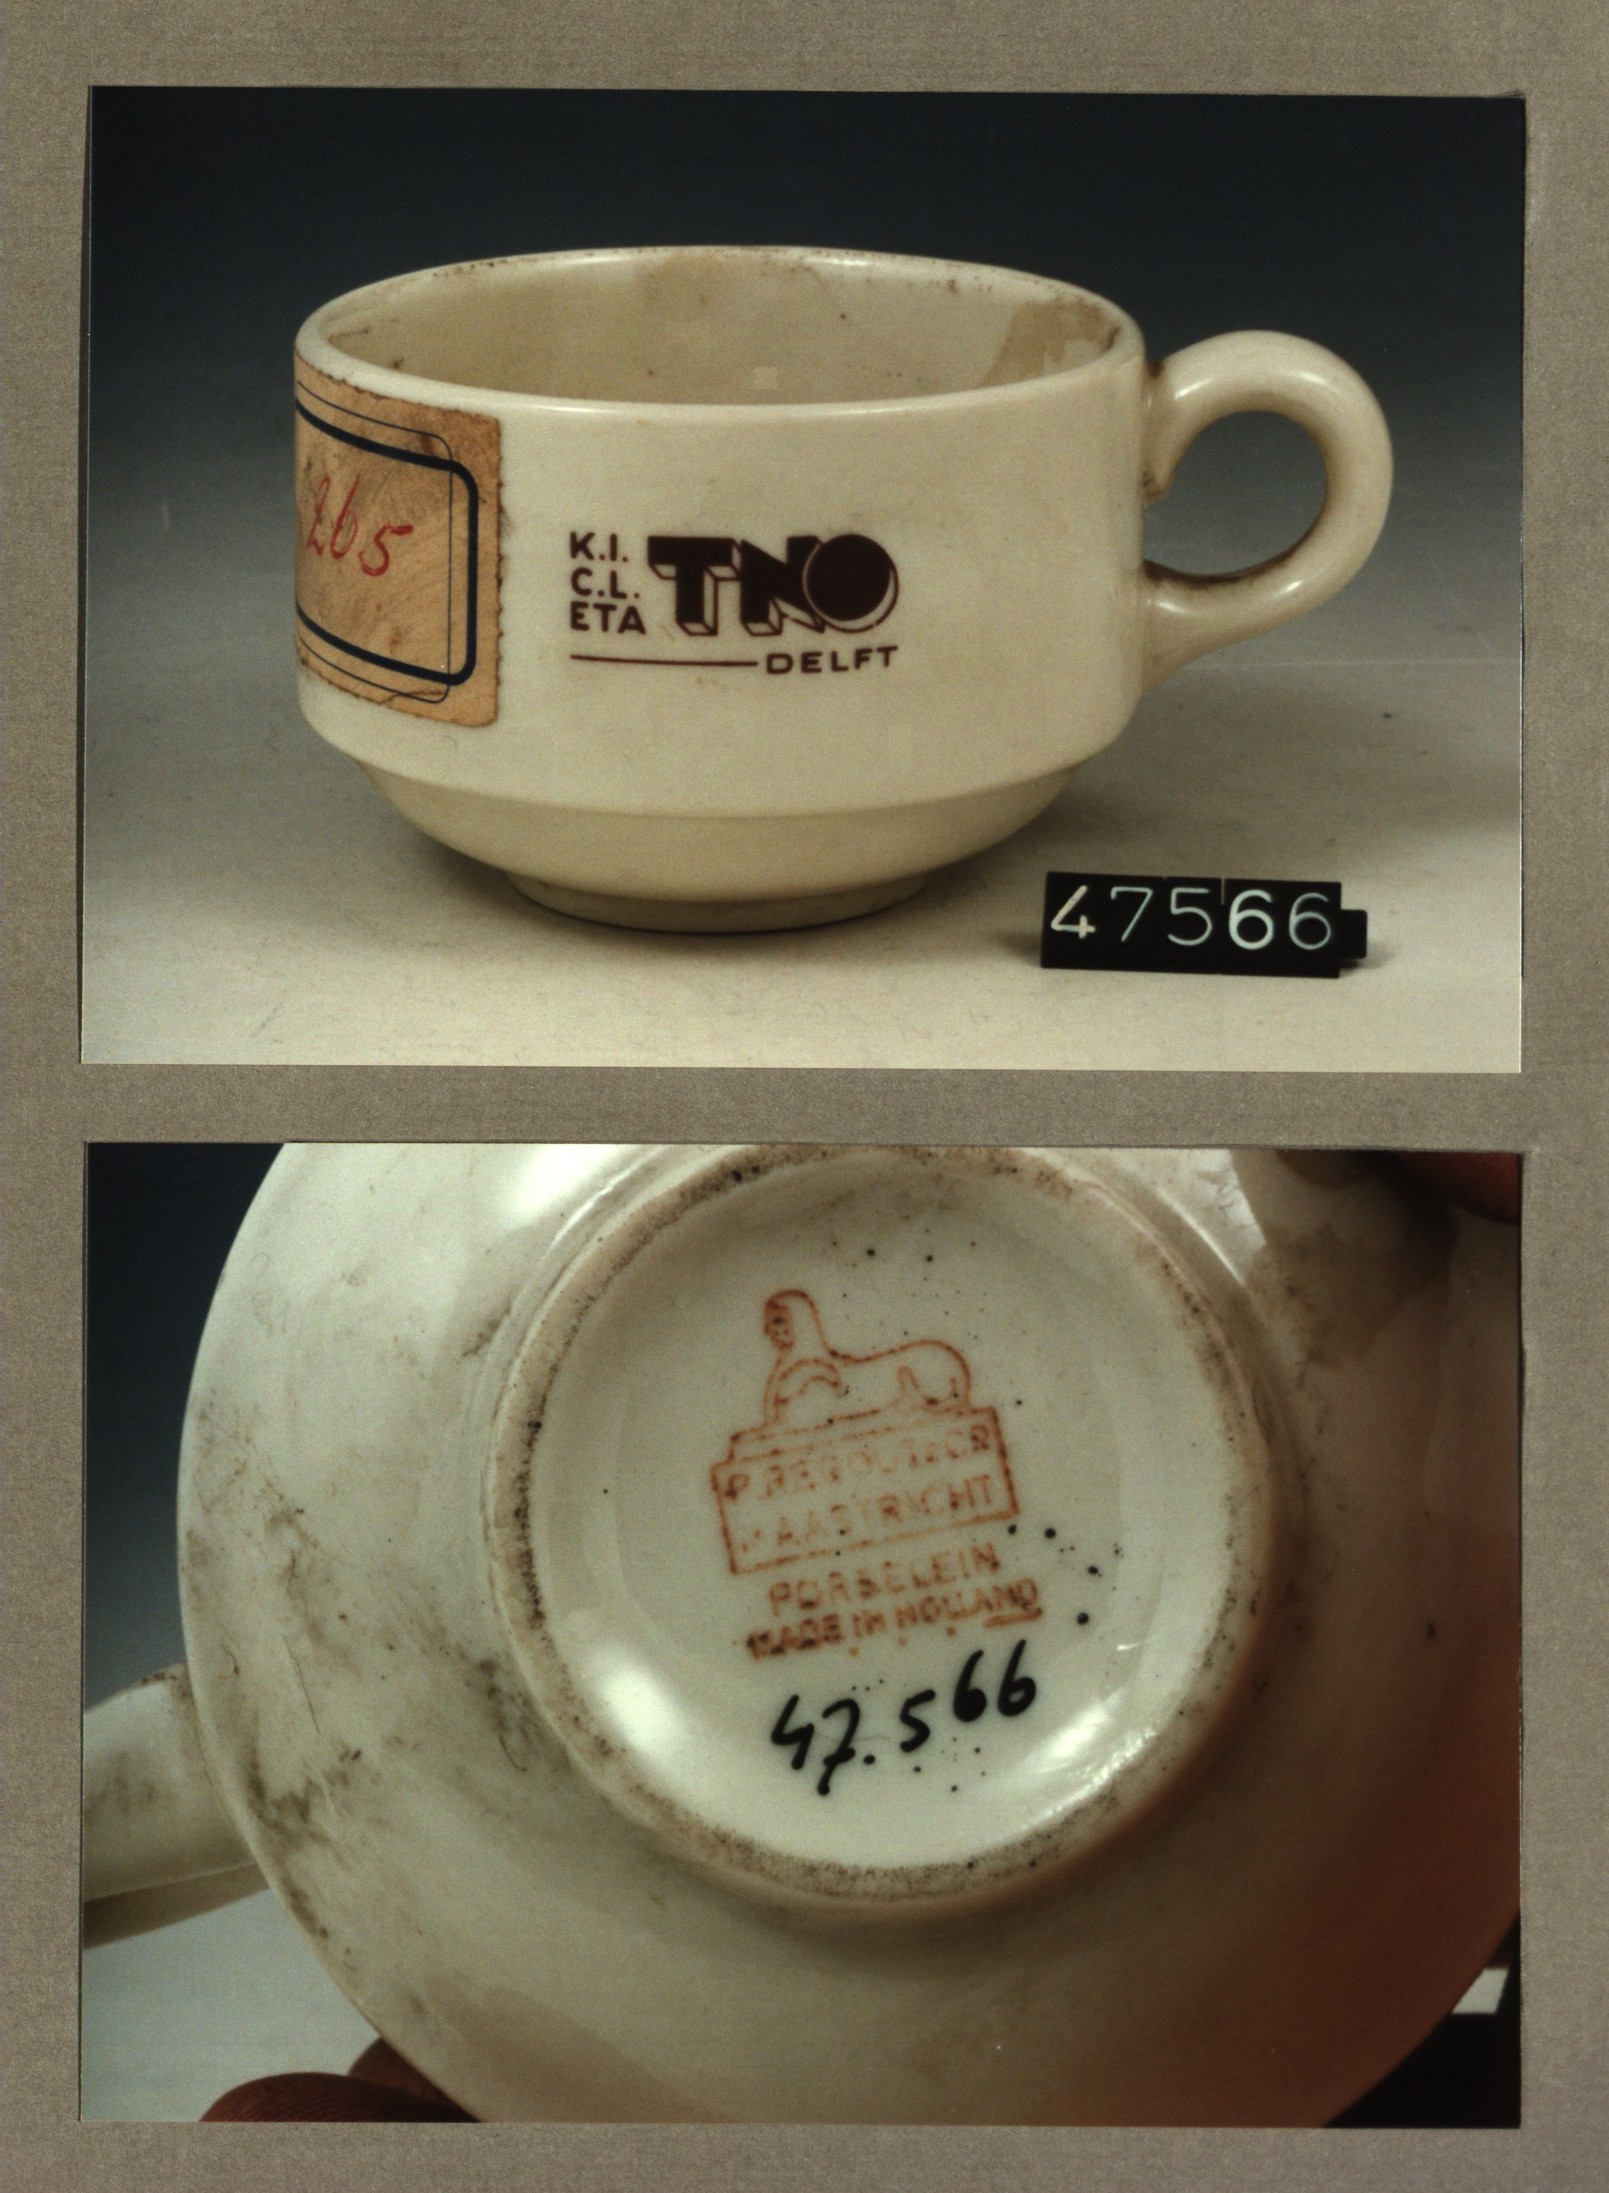 265
K.I.
C.L.
ETA
TNO
DELFT
47566
P. REGOUT & CO
MAASTRICHT
PORSELEIN
MADE IN HOLLAND
47.566